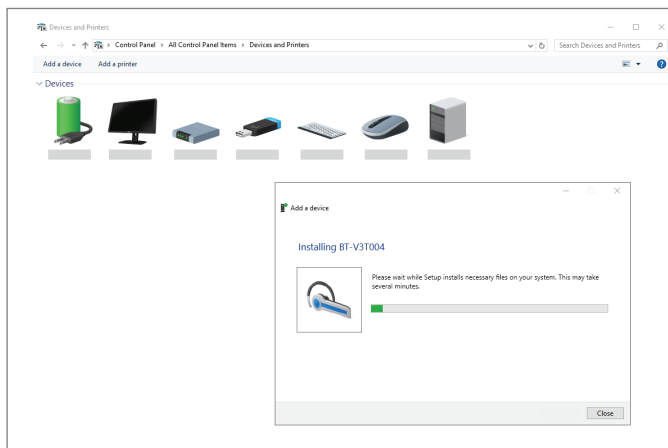 Devices and Printers
Control Panel > All Control Panel Items > Devices and Printers
Search Devices and Printers
Add a device Add a printer
Devices
Add a device
Installing BT-V3T004
Please wait while Setup installs necessary files on your system. This may take
several minutes.
Close